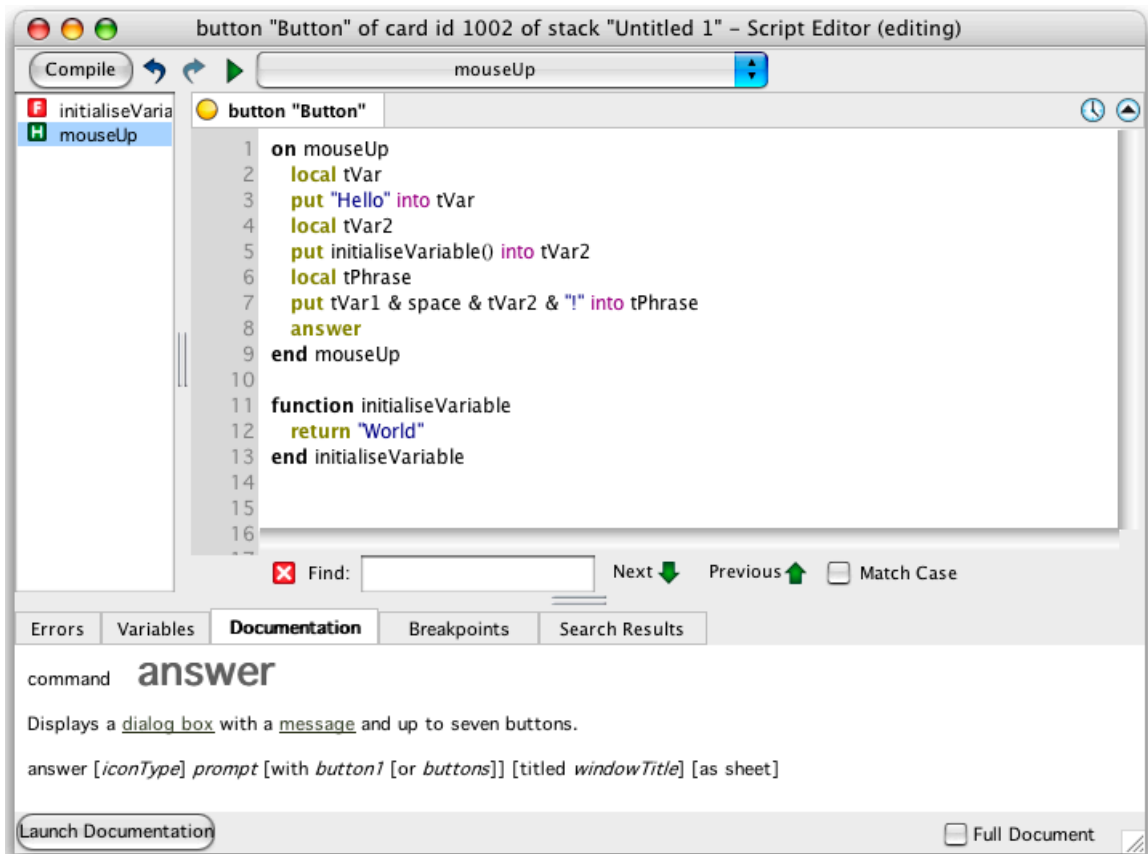 button "Button" of card id 1002 of stack "Untitled 1" – Script Editor (editing)
Compile mouseUp
F initialiseVaria
H mouseUp
button "Button"
1 on mouseUp
2 local tVar
3 put "Hello" into tVar
4 local tVar2
5 put initialiseVariable() into tVar2
6 local tPhrase
7 put tVar1 & space & tVar2 & "!" into tPhrase
8 answer
9 end mouseUp
10
11 function initialiseVariable
12 return "World"
13 end initialiseVariable
14
15
16
Find: Next Previous Match Case
Errors Variables Documentation Breakpoints Search Results
command answer
Displays a dialog box with a message and up to seven buttons.
answer [iconType] prompt [with button1 [or buttons]] [titled windowTitle] [as sheet]
Launch Documentation Full Document